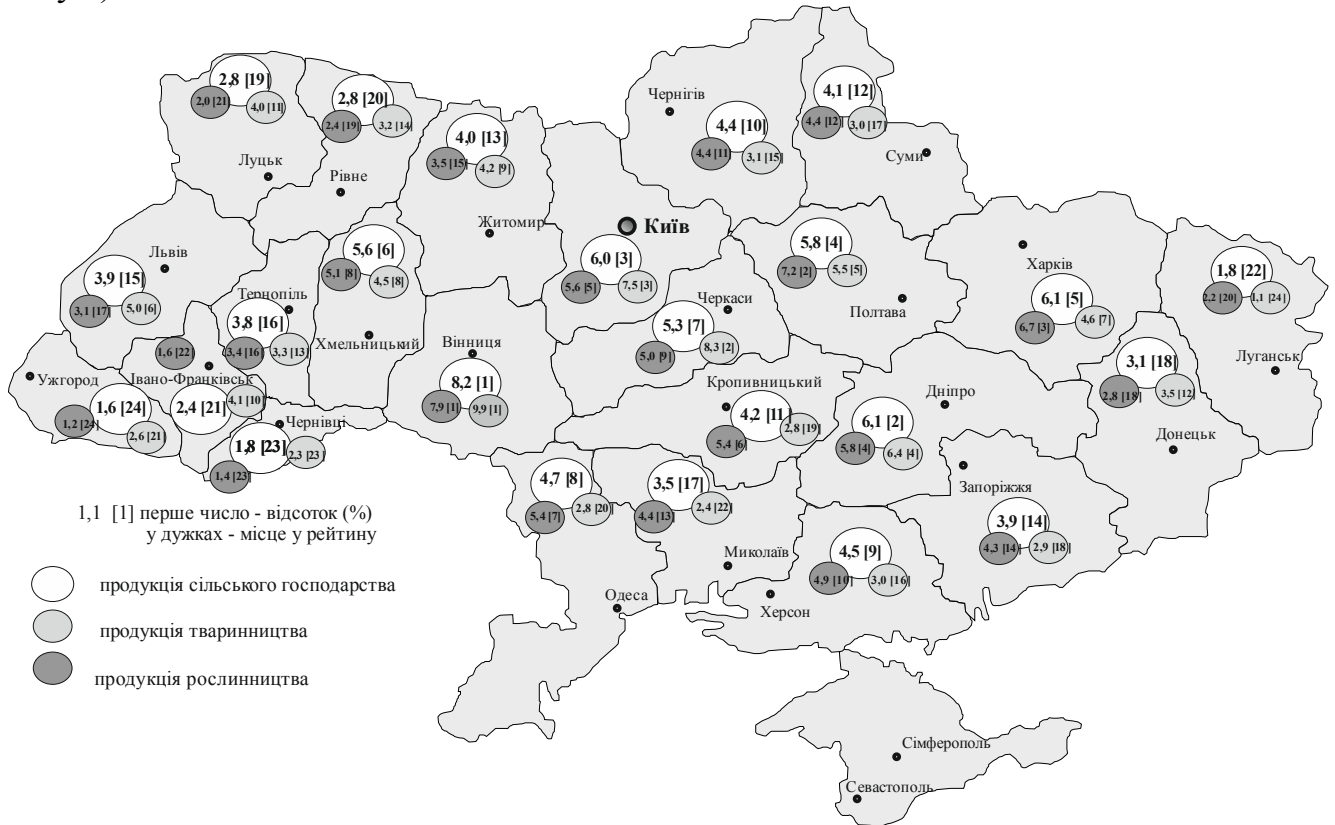 2,8 [19]
2,0 [21]
4,0 [11]
Луцьк
2,8 [20]
2,4 [19]
3,2 [14]
Рівне
4,0 [13]
3,5 [15]
4,2 [9]
Житомир
Чернігів
4,4 [10]
4,4 [11]
3,1 [15]
4,1 [12]
4,4 [12]
3,0 [17]
Суми
Київ
6,0 [3]
5,6 [5]
7,5 [3]
Львів
3,9 [15]
3,1 [17]
5,0 [6]
Тернопіль
3,8 [16]
3,4 [16]
3,3 [13]
5,6 [6]
5,1 [8]
4,5 [8]
Хмельницький
Вінниця
8,2 [1]
7,9 [1]
9,9 [1]
Черкаси
5,3 [7]
5,0 [9]
8,3 [2]
5,8 [4]
7,2 [2]
5,5 [5]
Полтава
Харків
6,1 [5]
6,7 [3]
4,6 [7]
1,8 [22]
2,2 [20]
1,1 [24]
Луганськ
3,1 [18]
2,8 [18]
3,5 [12]
Донецьк
Ужгород
1,6 [24]
1,2 [24]
2,6 [21]
1,6 [22]
Івано-Франківськ
2,4 [21]
4,1 [10]
Чернівці
1,8 [23]
1,4 [23]
2,3 [23]
Кропивницький
4,2 [11]
5,4 [6]
2,8 [19]
Дніпро
6,1 [2]
5,8 [4]
6,4 [4]
Запоріжжя
3,9 [14]
4,3 [14]
2,9 [18]
4,7 [8]
5,4 [7]
2,8 [20]
Одеса
3,5 [17]
4,4 [13]
2,4 [22]
Миколаїв
4,5 [9]
4,9 [10]
3,0 [16]
Херсон
Сімферополь
Севастополь
1,1 [1] перше число - відсоток (%)
у дужках - місце у рейтину
продукція сільського господарства
продукція тваринництва
продукція рослинництва